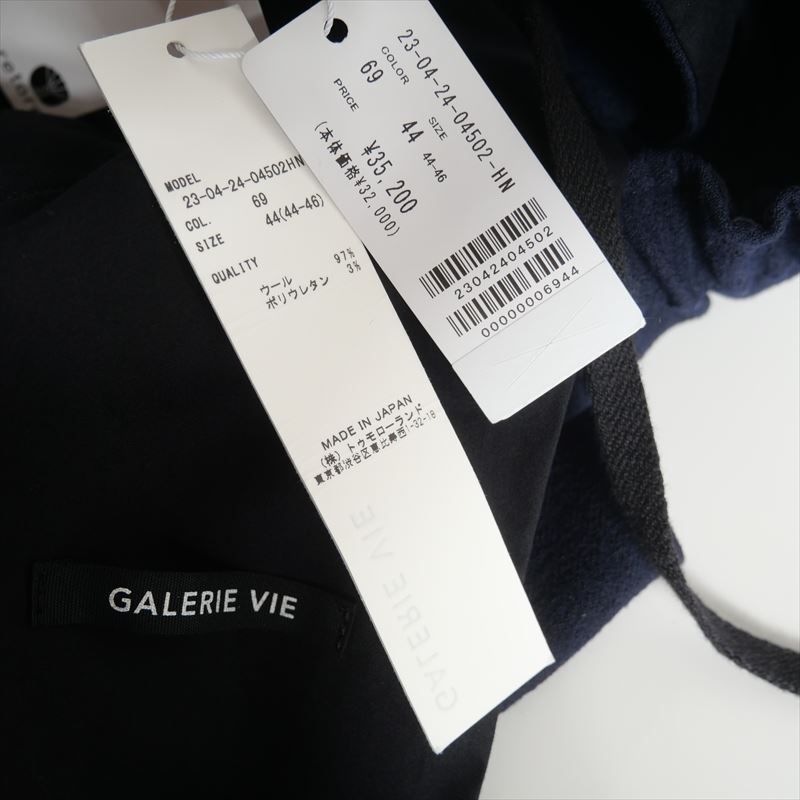 MODEL
23-04-24-04502HN
COL. 69
SIZE 44(44-46)
QUALITY
ウール 97%
ポリウレタン 3%
MADE IN JAPAN
(株)トゥモローランド
東京都渋谷区恵比寿西1-32-18
GALERIE VIE
23-04-24-04502-HN
COLOR SIZE
69 44 44-46
PRICE
¥35,200
(本体価格¥32,000)
23042404502
00000006944
GALERIE VIE